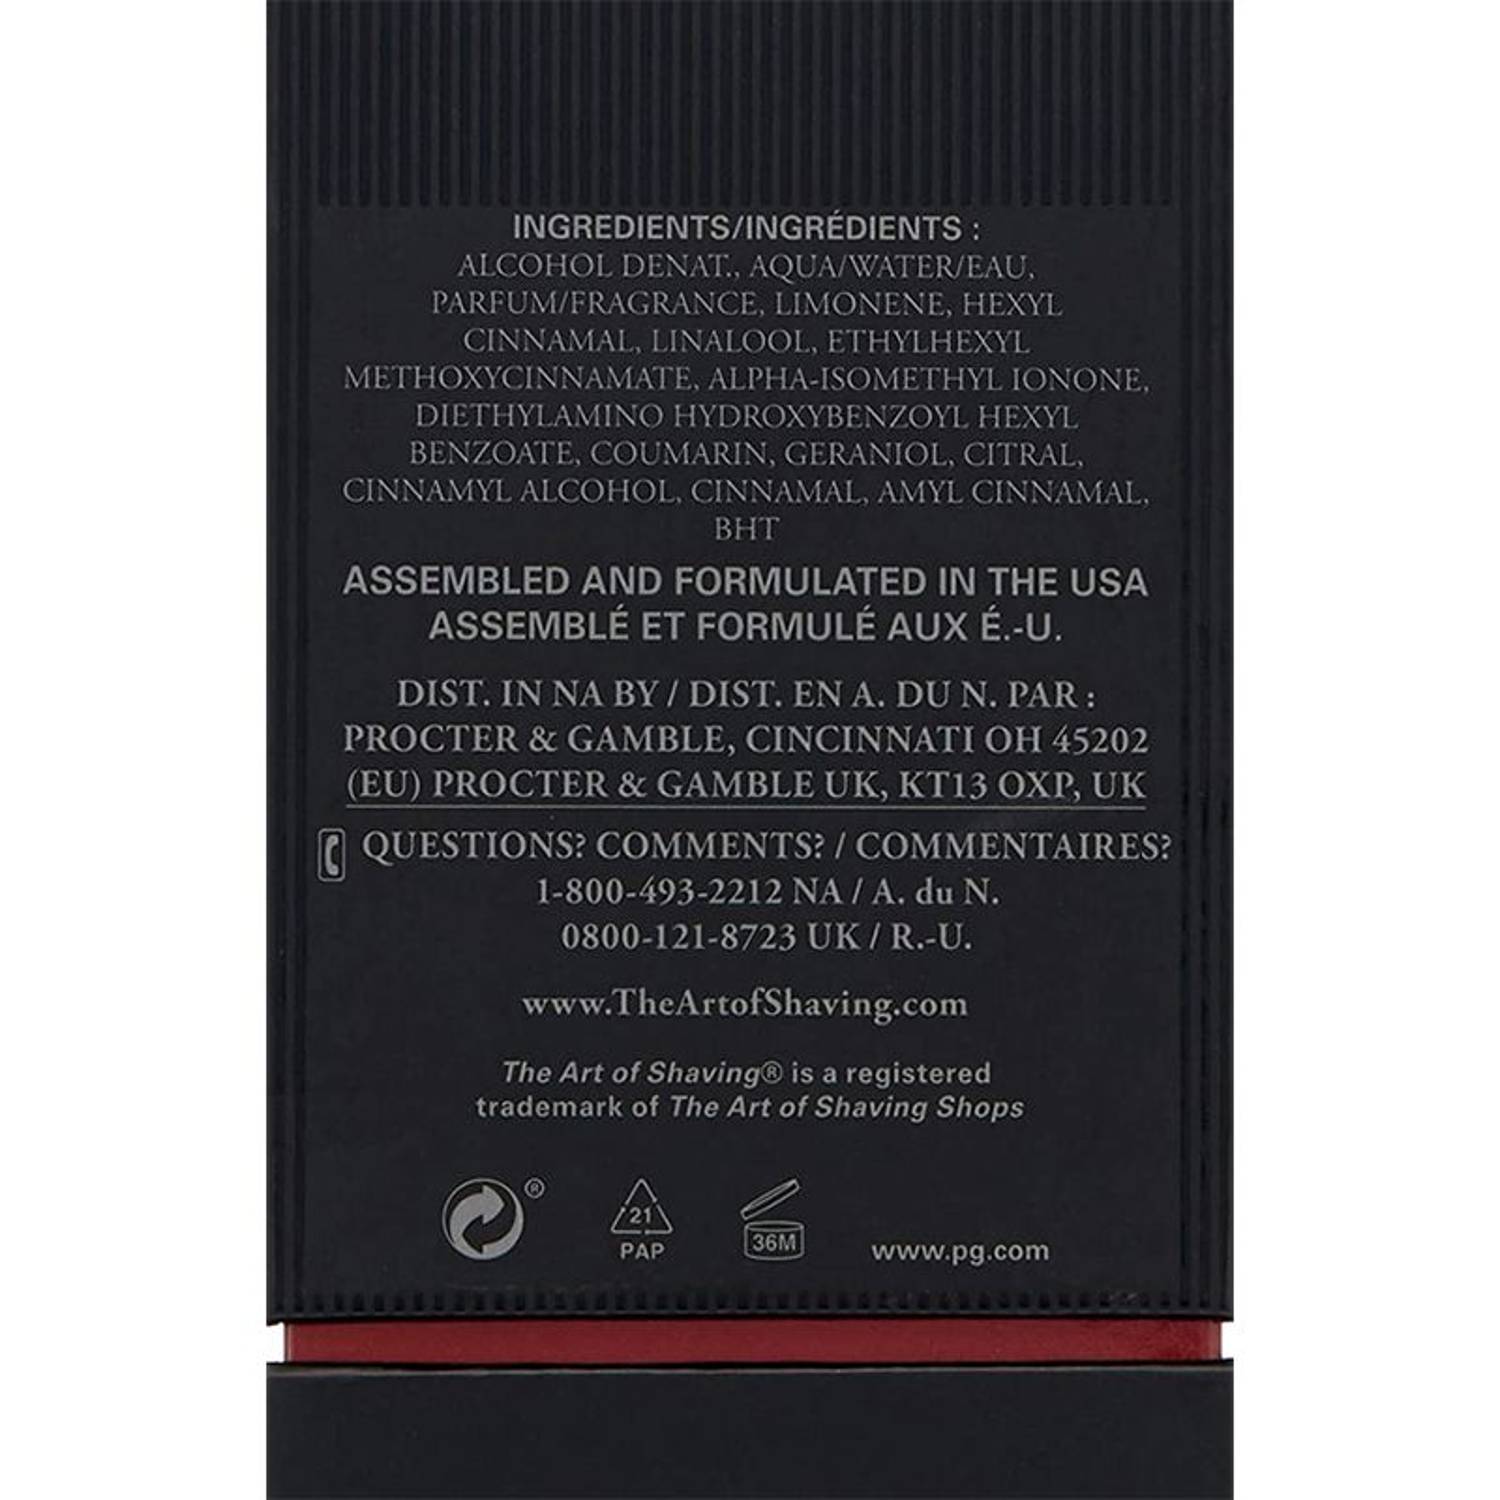 INGREDIENTS/INGRÉDIENTS :
ALCOHOL DENAT., AQUA/WATER/EAU,
PARFUM/FRAGRANCE, LIMONENE, HEXYL
CINNAMAL, LINALOOL, ETHYLHEXYL
METHOXYCINNAMATE, ALPHA-ISOMETHYL IONONE,
DIETHYLAMINO HYDROXYBENZOYL HEXYL
BENZOATE, COUMARIN, GERANIOL, CITRAL,
CINNAMYL ALCOHOL, CINNAMAL, AMYL CINNAMAL,
BHT
ASSEMBLED AND FORMULATED IN THE USA
ASSEMBLÉ ET FORMULÉ AUX É.-U.
DIST. IN NA BY / DIST. EN A. DU N. PAR :
PROCTER & GAMBLE, CINCINNATI OH 45202
(EU) PROCTER & GAMBLE UK, KT13 OXP, UK
QUESTIONS? COMMENTS? / COMMENTAIRES?
1-800-493-2212 NA / A. du N.
0800-121-8723 UK / R.-U.
www.TheArtofShaving.com
The Art of Shaving® is a registered
trademark of The Art of Shaving Shops
®
21
PAP
36M
www.pg.com